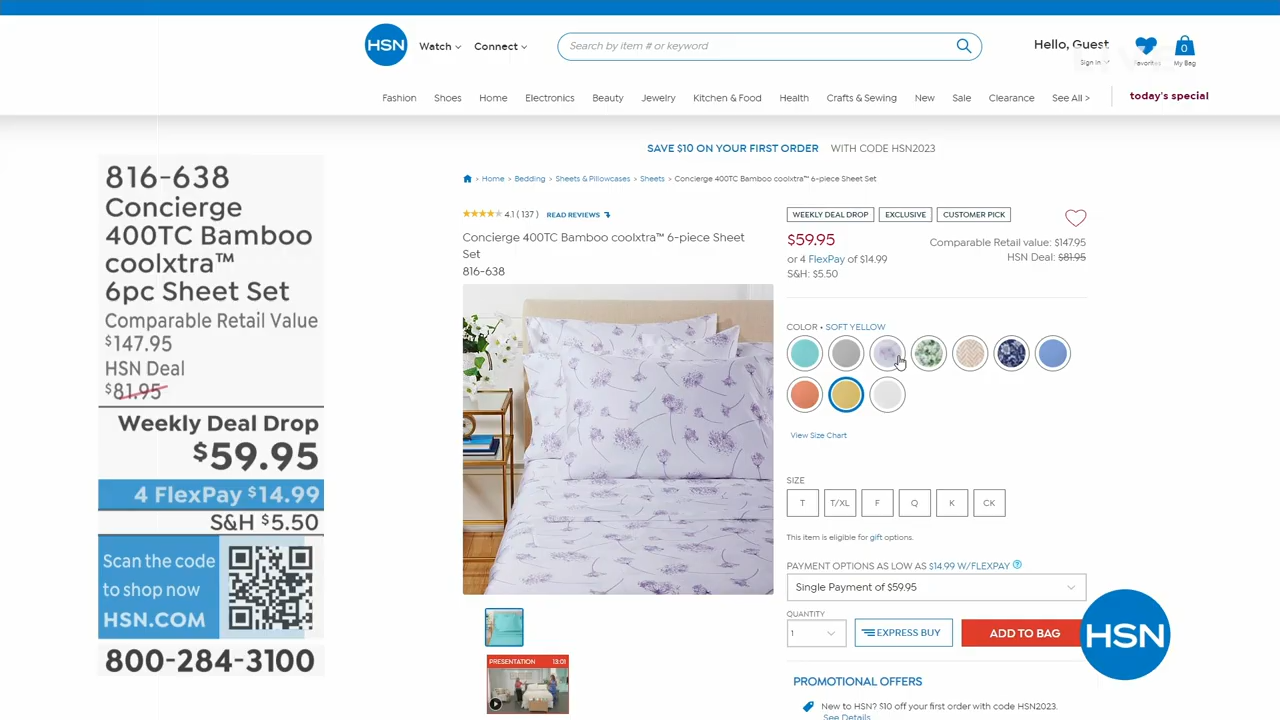 HSN
Watch
Connect
Search by item # or keyword
Hello, Guest
Sign In
Favorites
0
My Bag
Fashion
Shoes
Home
Electronics
Beauty
Jewelry
Kitchen & Food
Health
Crafts & Sewing
New
Sale
Clearance
See All >
today's special
SAVE $10 ON YOUR FIRST ORDER WITH CODE HSN2023
Home > Bedding > Sheets & Pillowcases > Sheets > Concierge 400TC Bamboo coolxtra™ 6-piece Sheet Set
816-638
Concierge
400TC Bamboo
coolxtra™
6pc Sheet Set
Comparable Retail Value
$147.95
HSN Deal
$81.95
Weekly Deal Drop
$59.95
4 FlexPay $14.99
S&H $5.50
Scan the code
to shop now
HSN.COM
800-284-3100
4.1 ( 137 ) READ REVIEWS
Concierge 400TC Bamboo coolxtra™ 6-piece Sheet
Set
816-638
PRESENTATION 13:01
WEEKLY DEAL DROP
EXCLUSIVE
CUSTOMER PICK
$59.95
or 4 FlexPay of $14.99
S&H: $5.50
Comparable Retail value: $147.95
HSN Deal: $81.95
COLOR • SOFT YELLOW
View Size Chart
SIZE
T
T/XL
F
Q
K
CK
This item is eligible for gift options.
PAYMENT OPTIONS AS LOW AS $14.99 W/FLEXPAY
Single Payment of $59.95
QUANTITY
1
EXPRESS BUY
ADD TO BAG
HSN
PROMOTIONAL OFFERS
New to HSN? $10 off your first order with code HSN2023.
See Details